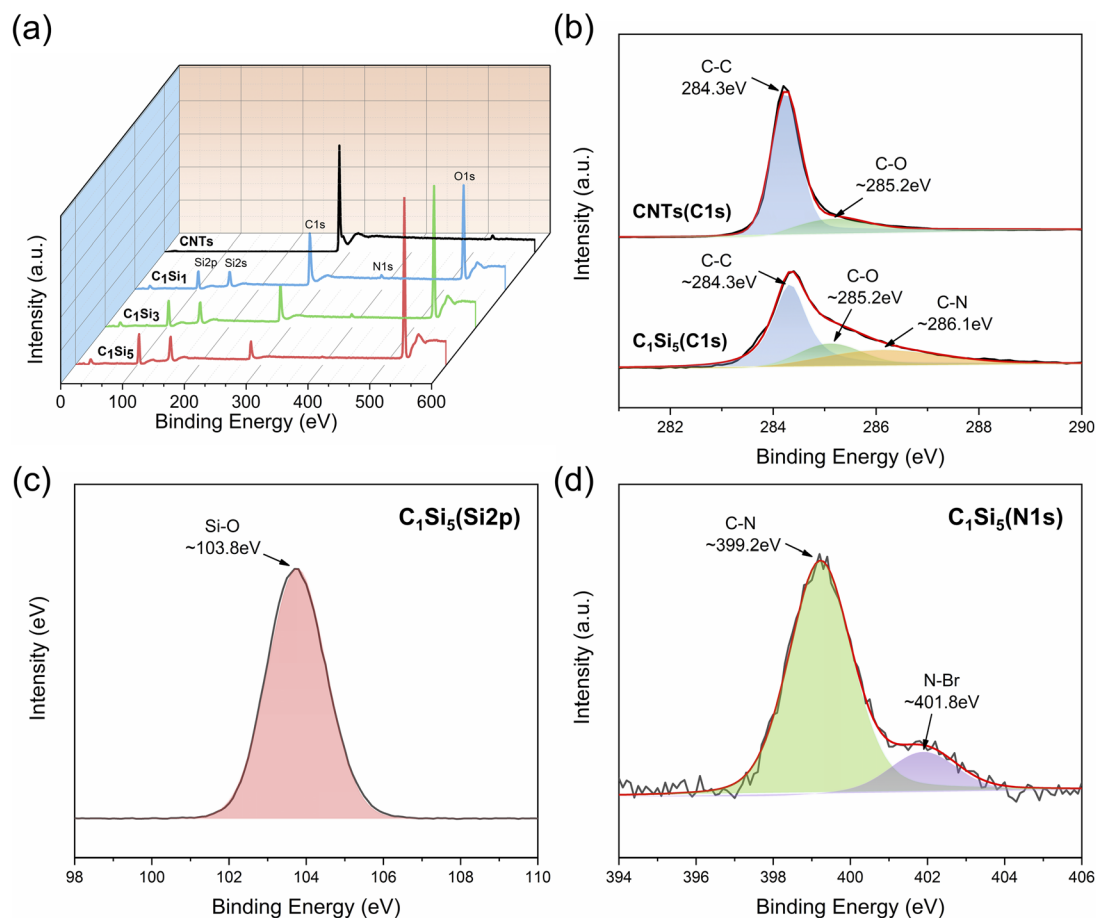 (a)
Intensity (a.u.)
CNTs
C₁Si₁
C₁Si₃
C₁Si₅
Si2p
Si2s
C1s
N1s
O1s
0 100 200 300 400 500 600
Binding Energy (eV)
(b)
Intensity (a.u.)
C-C
284.3eV
C-O
~285.2eV
CNTs(C1s)
C-C
~284.3eV
C-O
~285.2eV
C-N
~286.1eV
C₁Si₅(C1s)
282 284 286 288 290
Binding Energy (eV)
(c)
Intensity (eV)
C₁Si₅(Si2p)
Si-O
~103.8eV
98 100 102 104 106 108 110
Binding Energy (eV)
(d)
Intensity (a.u.)
C₁Si₅(N1s)
C-N
~399.2eV
N-Br
~401.8eV
394 396 398 400 402 404 406
Binding Energy (eV)